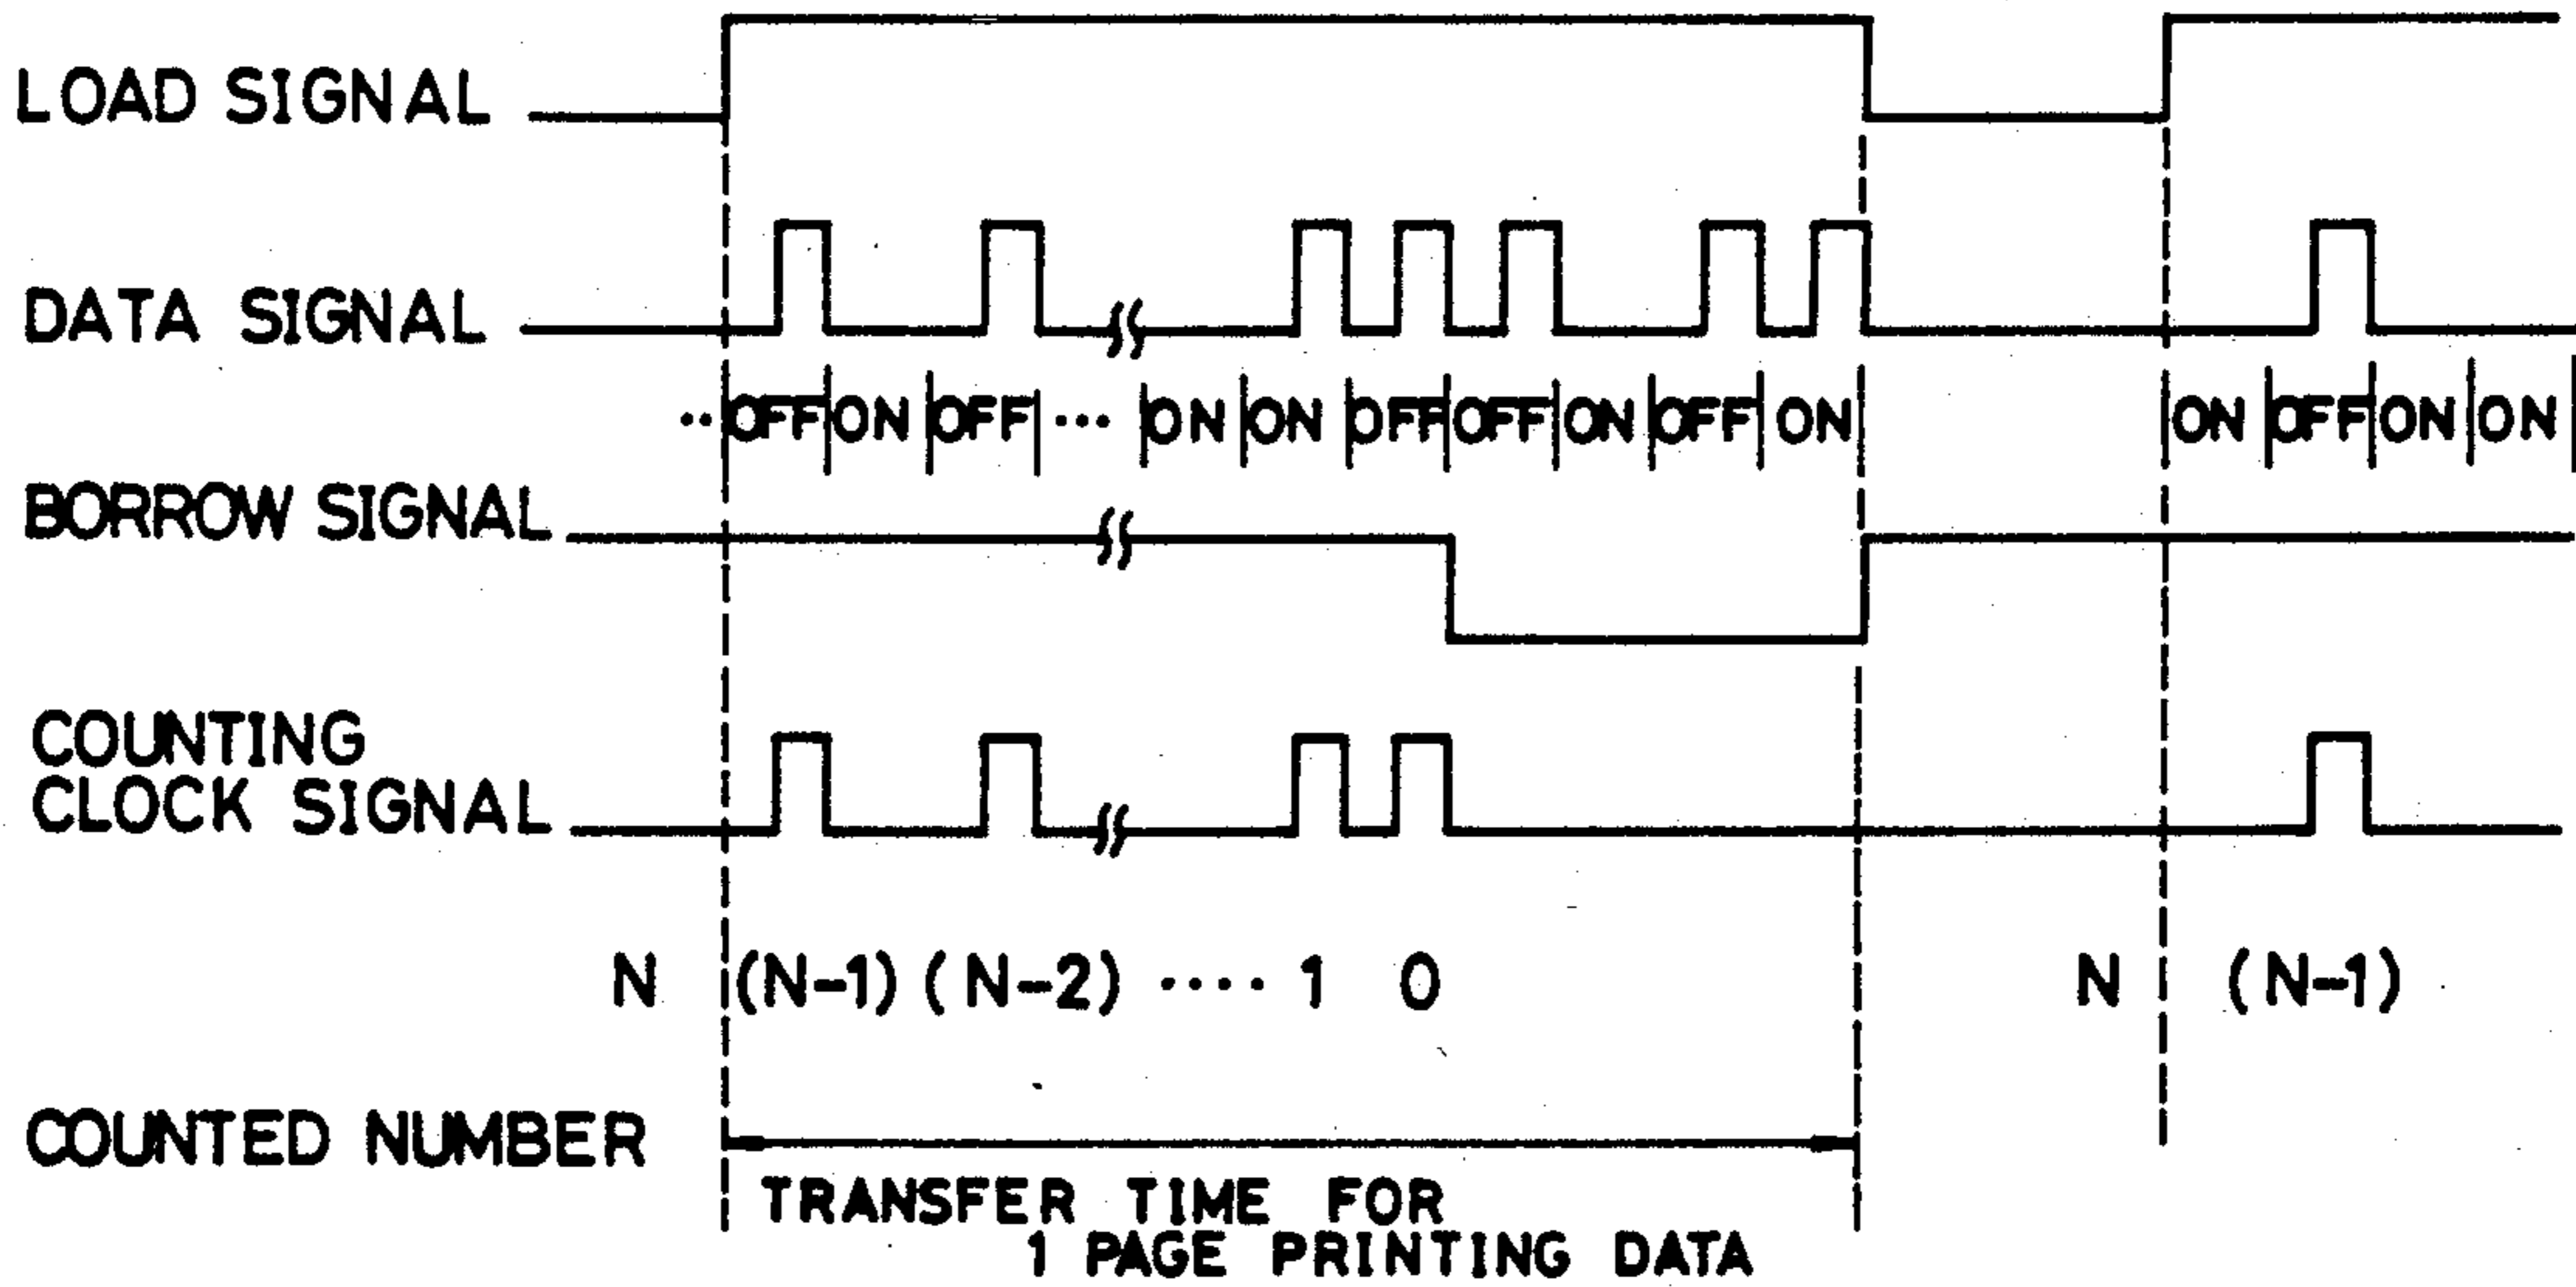 LOAD SIGNAL
DATA SIGNAL
·· OFF ON OFF ··· ON ON OFF OFF ON OFF ON ON OFF ON ON
BORROW SIGNAL
COUNTING
CLOCK SIGNAL
N (N-1) (N-2) ···· 1 0 N (N-1)
COUNTED NUMBER
TRANSFER TIME FOR
1 PAGE PRINTING DATA